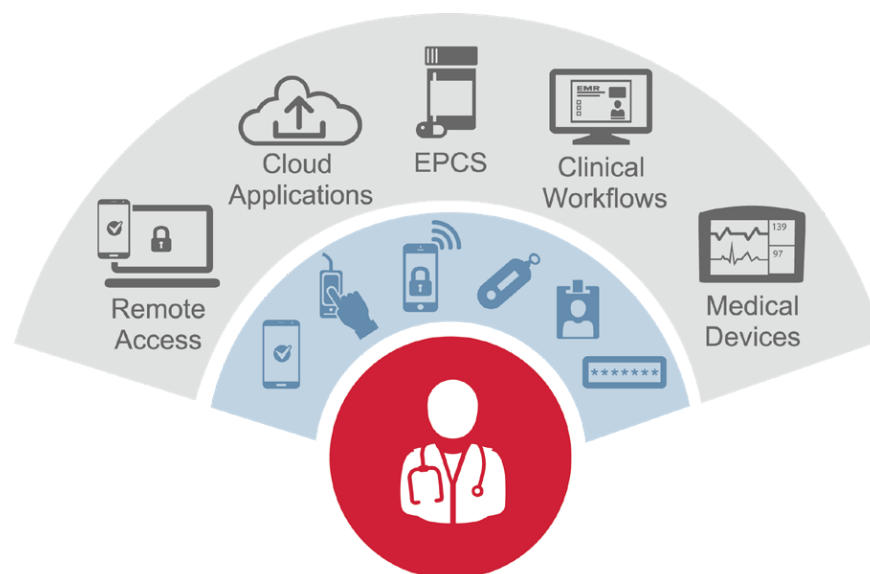 Cloud
Applications
EPCS
EMR
Clinical
Workflows
Remote
Access
139
97
Medical
Devices
*******